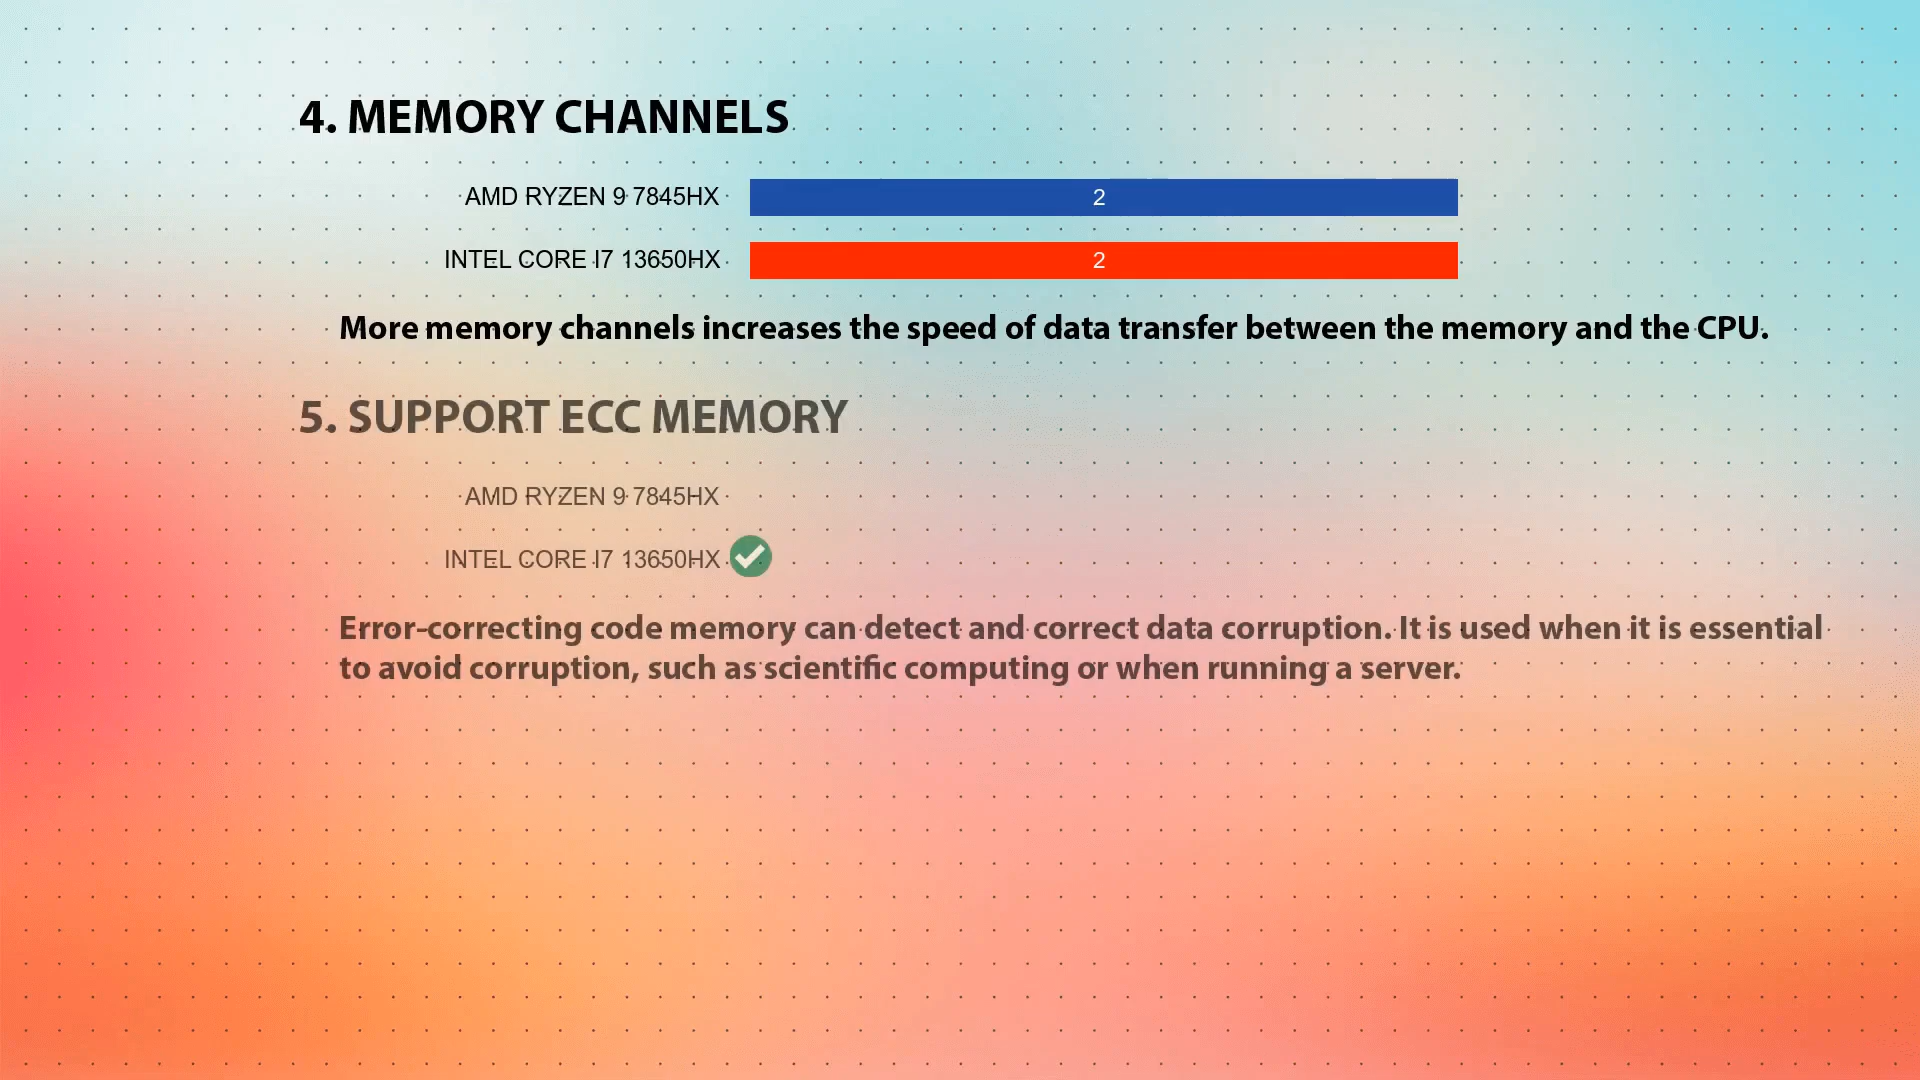 4. MEMORY CHANNELS
AMD RYZEN 9 7845HX 2
INTEL CORE I7 13650HX 2
More memory channels increases the speed of data transfer between the memory and the CPU.
5. SUPPORT ECC MEMORY
AMD RYZEN 9 7845HX
INTEL CORE I7 13650HX
Error-correcting code memory can detect and correct data corruption. It is used when it is essential
to avoid corruption, such as scientific computing or when running a server.